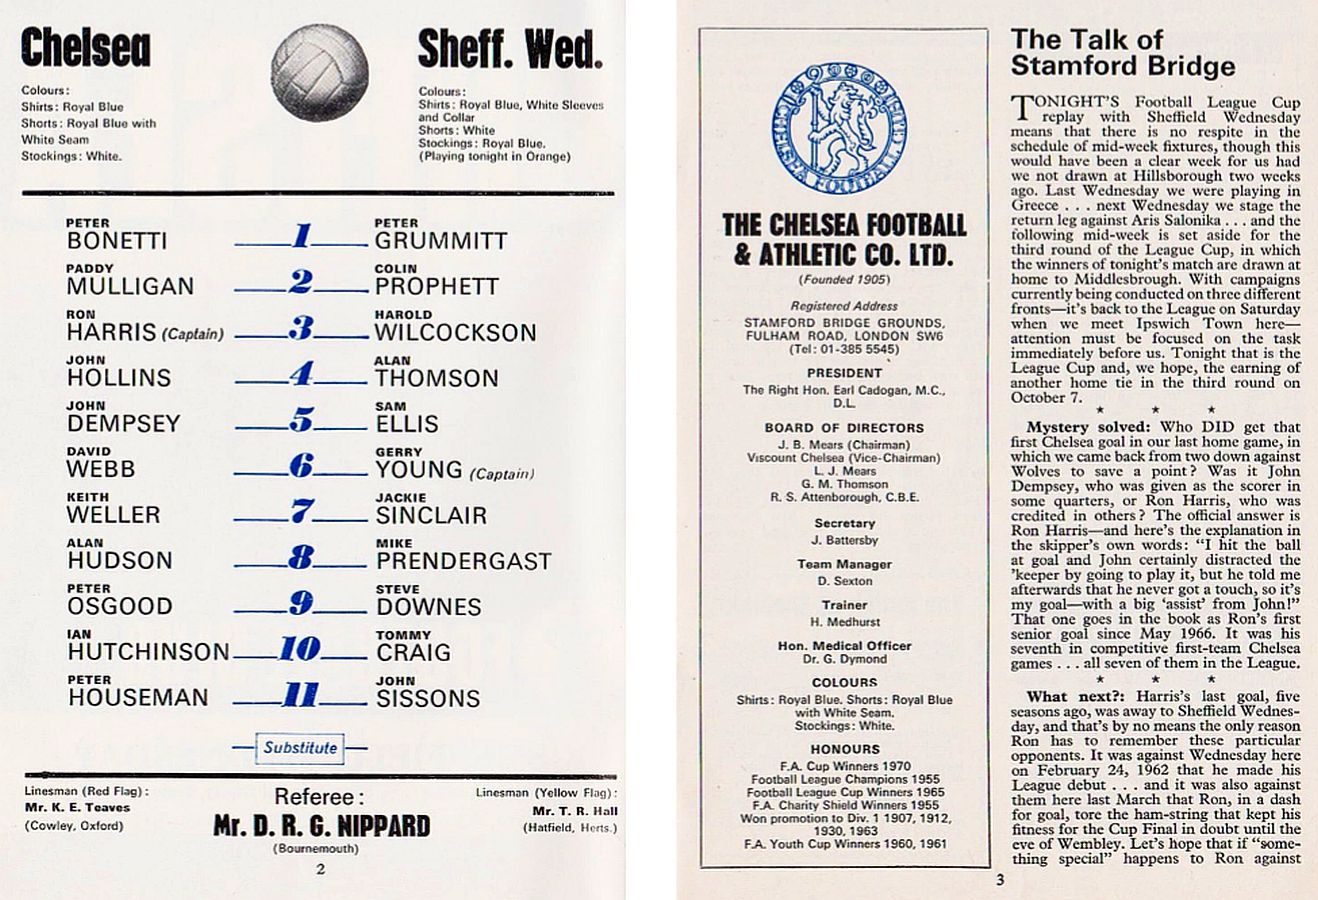 Chelsea
Colours:
Shirts: Royal Blue
Shorts: Royal Blue with
White Seam
Stockings: White.
Sheff. Wed.
Colours:
Shirts: Royal Blue, White Sleeves
and Collar
Shorts: White
Stockings: Royal Blue.
(Playing tonight in Orange)
PETER BONETTI 1 PETER GRUMMITT
PADDY MULLIGAN 2 COLIN PROPHETT
RON HARRIS (Captain) 3 HAROLD WILCOCKSON
JOHN HOLLINS 4 ALAN THOMSON
JOHN DEMPSEY 5 SAM ELLIS
DAVID WEBB 6 GERRY YOUNG (Captain)
KEITH WELLER 7 JACKIE SINCLAIR
ALAN HUDSON 8 MIKE PRENDERGAST
PETER OSGOOD 9 STEVE DOWNES
IAN HUTCHINSON 10 TOMMY CRAIG
PETER HOUSEMAN 11 JOHN SISSONS
Substitute
Linesman (Red Flag):
Mr. K. E. Teaves
(Cowley, Oxford)
Referee:
Mr. D. R. G. NIPPARD
(Bournemouth)
Linesman (Yellow Flag):
Mr. T. R. Hall
(Hatfield, Herts.)
2
CHELSEA FOOTBALL
THE CHELSEA FOOTBALL
& ATHLETIC CO. LTD.
(Founded 1905)
Registered Address
STAMFORD BRIDGE GROUNDS,
FULHAM ROAD, LONDON SW6
(Tel: 01-385 5545)
PRESIDENT
The Right Hon. Earl Cadogan, M.C.,
D.L.
BOARD OF DIRECTORS
J. B. Mears (Chairman)
Viscount Chelsea (Vice-Chairman)
L. J. Mears
G. M. Thomson
R. S. Attenborough, C.B.E.
Secretary
J. Battersby
Team Manager
D. Sexton
Trainer
H. Medhurst
Hon. Medical Officer
Dr. G. Dymond
COLOURS
Shirts: Royal Blue. Shorts: Royal Blue
with White Seam.
Stockings: White.
HONOURS
F.A. Cup Winners 1970
Football League Champions 1955
Football League Cup Winners 1965
F.A. Charity Shield Winners 1955
Won promotion to Div. 1 1907, 1912,
1930, 1963
F.A. Youth Cup Winners 1960, 1961
The Talk of
Stamford Bridge
TONIGHT'S Football League Cup
replay with Sheffield Wednesday
means that there is no respite in the
schedule of mid-week fixtures, though this
would have been a clear week for us had
we not drawn at Hillsborough two weeks
ago. Last Wednesday we were playing in
Greece . . . next Wednesday we stage the
return leg against Aris Salonika . . . and the
following mid-week is set aside for the
third round of the League Cup, in which
the winners of tonight's match are drawn at
home to Middlesbrough. With campaigns
currently being conducted on three different
fronts—it's back to the League on Saturday
when we meet Ipswich Town here—
attention must be focused on the task
immediately before us. Tonight that is the
League Cup and, we hope, the earning of
another home tie in the third round on
October 7.
★ ★ ★
Mystery solved: Who DID get that
first Chelsea goal in our last home game, in
which we came back from two down against
Wolves to save a point? Was it John
Dempsey, who was given as the scorer in
some quarters, or Ron Harris, who was
credited in others? The official answer is
Ron Harris—and here's the explanation in
the skipper's own words: "I hit the ball
at goal and John certainly distracted the
'keeper by going to play it, but he told me
afterwards that he never got a touch, so it's
my goal—with a big 'assist' from John!"
That one goes in the book as Ron's first
senior goal since May 1966. It was his
seventh in competitive first-team Chelsea
games . . . all seven of them in the League.
★ ★ ★
What next?: Harris's last goal, five
seasons ago, was away to Sheffield Wednes-
day, and that's by no means the only reason
Ron has to remember these particular
opponents. It was against Wednesday here
on February 24, 1962 that he made his
League debut . . . and it was also against
them here last March that Ron, in a dash
for goal, tore the ham-string that kept his
fitness for the Cup Final in doubt until the
eve of Wembley. Let's hope that if "some-
thing special" happens to Ron against
3